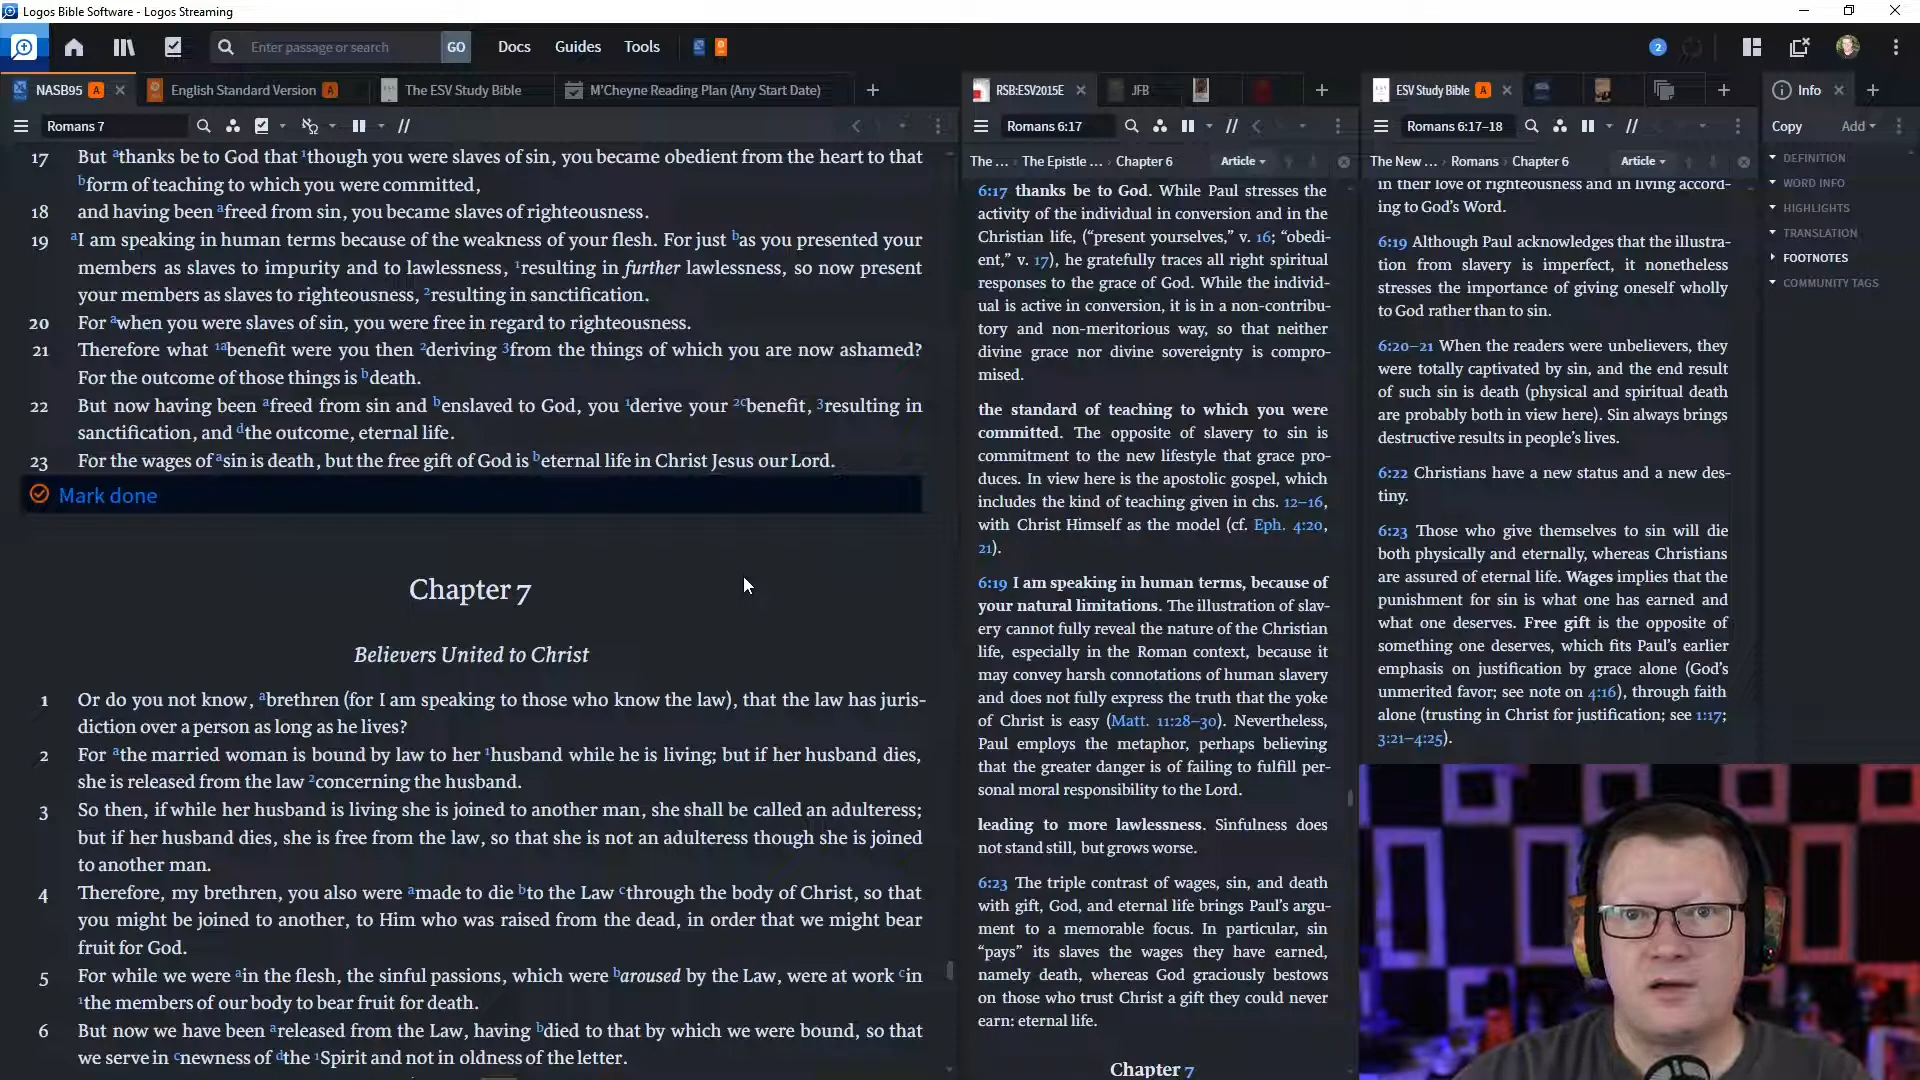 Logos Bible Software - Logos Streaming
Enter passage or search
GO
Docs
Guides
Tools
2
NASB95 A
English Standard Version A
The ESV Study Bible
M'Cheyne Reading Plan (Any Start Date)
Romans 7
17 But ᵃthanks be to God that ¹though you were slaves of sin, you became obedient from the heart to that
ᵇform of teaching to which you were committed,
18 and having been ᵃfreed from sin, you became slaves of righteousness.
19 ᵃI am speaking in human terms because of the weakness of your flesh. For just ᵇas you presented your
members as slaves to impurity and to lawlessness, ¹resulting in further lawlessness, so now present
your members as slaves to righteousness, ²resulting in sanctification.
20 For ᵃwhen you were slaves of sin, you were free in regard to righteousness.
21 Therefore what ¹ᵃbenefit were you then ²deriving ³from the things of which you are now ashamed?
For the outcome of those things is ᵇdeath.
22 But now having been ᵃfreed from sin and ᵇenslaved to God, you ¹derive your ²ᶜbenefit, ³resulting in
sanctification, and ᵈthe outcome, eternal life.
23 For the wages of ᵃsin is death, but the free gift of God is ᵇeternal life in Christ Jesus our Lord.
Mark done
Chapter 7
Believers United to Christ
1 Or do you not know, ᵃbrethren (for I am speaking to those who know the law), that the law has juris-
diction over a person as long as he lives?
2 For ᵃthe married woman is bound by law to her ¹husband while he is living; but if her husband dies,
she is released from the law ²concerning the husband.
3 So then, if while her husband is living she is joined to another man, she shall be called an adulteress;
but if her husband dies, she is free from the law, so that she is not an adulteress though she is joined
to another man.
4 Therefore, my brethren, you also were ᵃmade to die ᵇto the Law ᶜthrough the body of Christ, so that
you might be joined to another, to Him who was raised from the dead, in order that we might bear
fruit for God.
5 For while we were ᵃin the flesh, the sinful passions, which were ᵇaroused by the Law, were at work ᶜin
¹the members of our body to bear fruit for death.
6 But now we have been ᵃreleased from the Law, having ᵇdied to that by which we were bound, so that
we serve in ᶜnewness of ᵈthe ¹Spirit and not in oldness of the letter.
RSB:ESV2015E
JFB
Romans 6:17
The ... The Epistle ... Chapter 6
Article
6:17 thanks be to God. While Paul stresses the
activity of the individual in conversion and in the
Christian life, (“present yourselves,” v. 16; “obedi-
ent,” v. 17), he gratefully traces all right spiritual
responses to the grace of God. While the individ-
ual is active in conversion, it is in a non-contribu-
tory and non-meritorious way, so that neither
divine grace nor divine sovereignty is compro-
mised.
the standard of teaching to which you were
committed. The opposite of slavery to sin is
commitment to the new lifestyle that grace pro-
duces. In view here is the apostolic gospel, which
includes the kind of teaching given in chs. 12–16,
with Christ Himself as the model (cf. Eph. 4:20,
21).
6:19 I am speaking in human terms, because of
your natural limitations. The illustration of slav-
ery cannot fully reveal the nature of the Christian
life, especially in the Roman context, because it
may convey harsh connotations of human slavery
and does not fully express the truth that the yoke
of Christ is easy (Matt. 11:28–30). Nevertheless,
Paul employs the metaphor, perhaps believing
that the greater danger is of failing to fulfill per-
sonal moral responsibility to the Lord.
leading to more lawlessness. Sinfulness does
not stand still, but grows worse.
6:23 The triple contrast of wages, sin, and death
with gift, God, and eternal life brings Paul’s argu-
ment to a memorable focus. In particular, sin
“pays” its slaves the wages they have earned,
namely death, whereas God graciously bestows
on those who trust Christ a gift they could never
earn: eternal life.
Chapter 7
ESV Study Bible A
Romans 6:17–18
The New ... Romans Chapter 6
Article
in their love of righteousness and in living accord-
ing to God’s Word.
6:19 Although Paul acknowledges that the illustra-
tion from slavery is imperfect, it nonetheless
stresses the importance of giving oneself wholly
to God rather than to sin.
6:20–21 When the readers were unbelievers, they
were totally captivated by sin, and the end result
of such sin is death (physical and spiritual death
are probably both in view here). Sin always brings
destructive results in people’s lives.
6:22 Christians have a new status and a new des-
tiny.
6:23 Those who give themselves to sin will die
both physically and eternally, whereas Christians
are assured of eternal life. Wages implies that the
punishment for sin is what one has earned and
what one deserves. Free gift is the opposite of
something one deserves, which fits Paul’s earlier
emphasis on justification by grace alone (God’s
unmerited favor; see note on 4:16), through faith
alone (trusting in Christ for justification; see 1:17;
3:21–4:25).
Info
Copy
Add
DEFINITION
WORD INFO
HIGHLIGHTS
TRANSLATION
FOOTNOTES
COMMUNITY TAGS